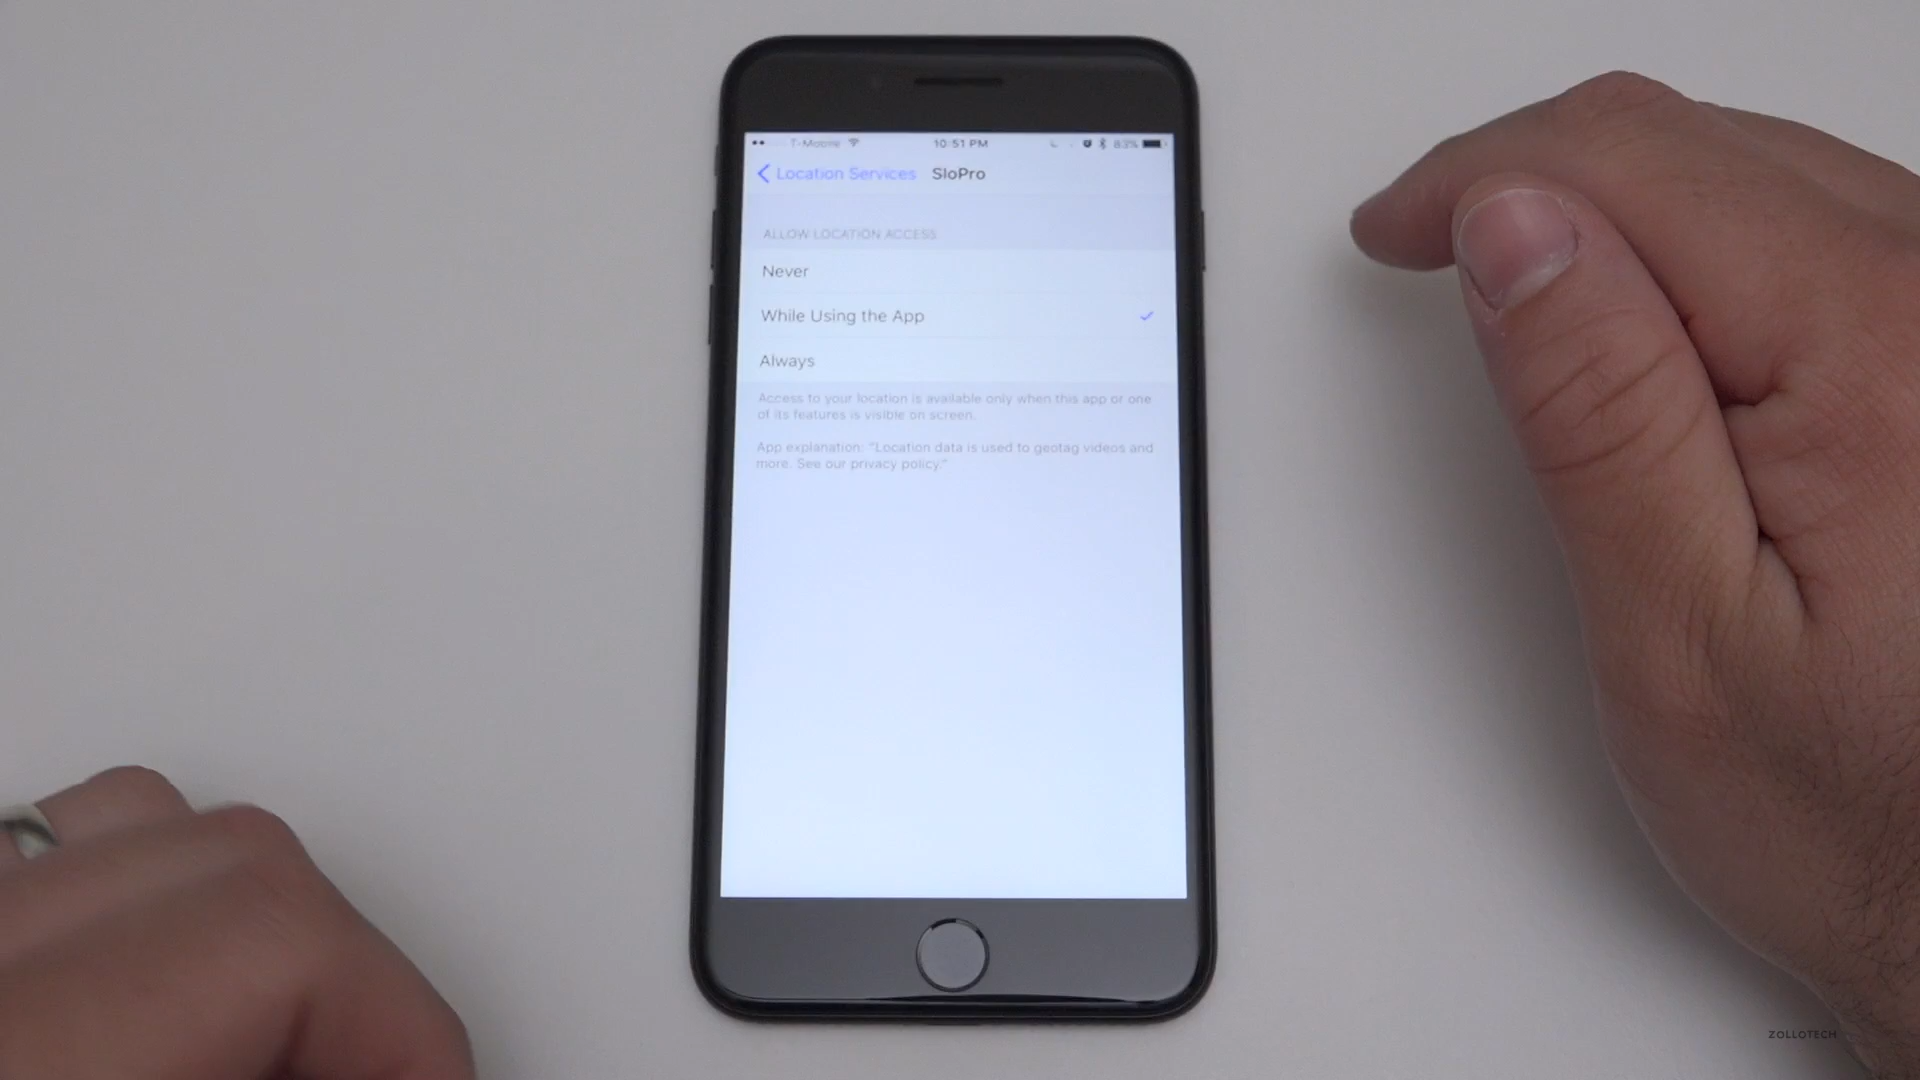 T-Mobile 10:51 PM 83%
Location Services SloPro
ALLOW LOCATION ACCESS
Never
While Using the App
Always
Access to your location is available only when this app or one
of its features is visible on screen.
App explanation: "Location data is used to geotag videos and
more. See our privacy policy."
ZOLLOTECH